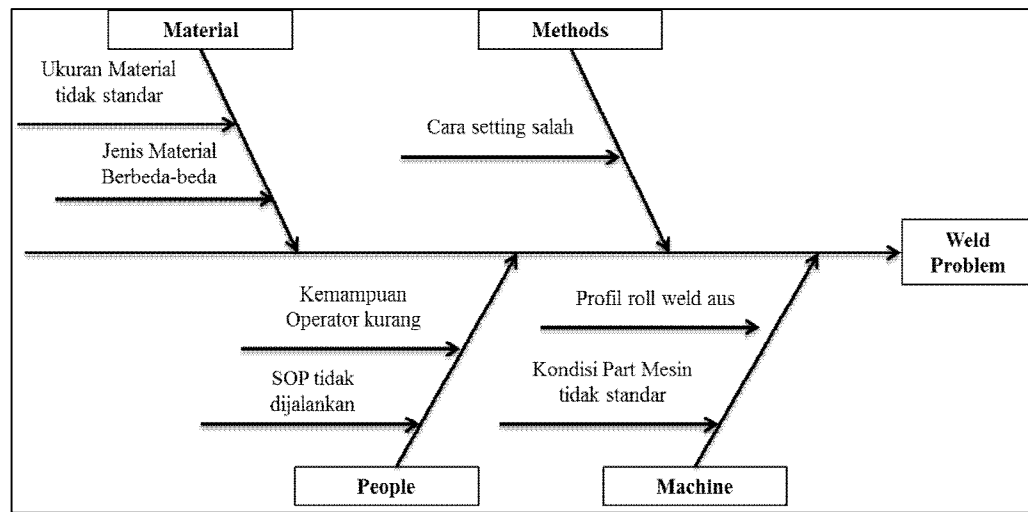 Material
Methods
Ukuran Material
tidak standar
Cara setting salah
Jenis Material
Berbeda-beda
Weld
Problem
Kemampuan
Operator kurang
Profil roll weld aus
SOP tidak
dijalankan
Kondisi Part Mesin
tidak standar
People
Machine